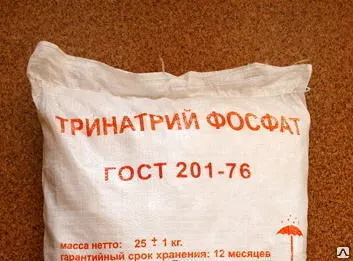 ТРИНАТРИЙ ФОСФАТ
ГОСТ 201-76
масса нетто: 25 ± 1 кг.
гарантийный срок хранения: 12 месяцев